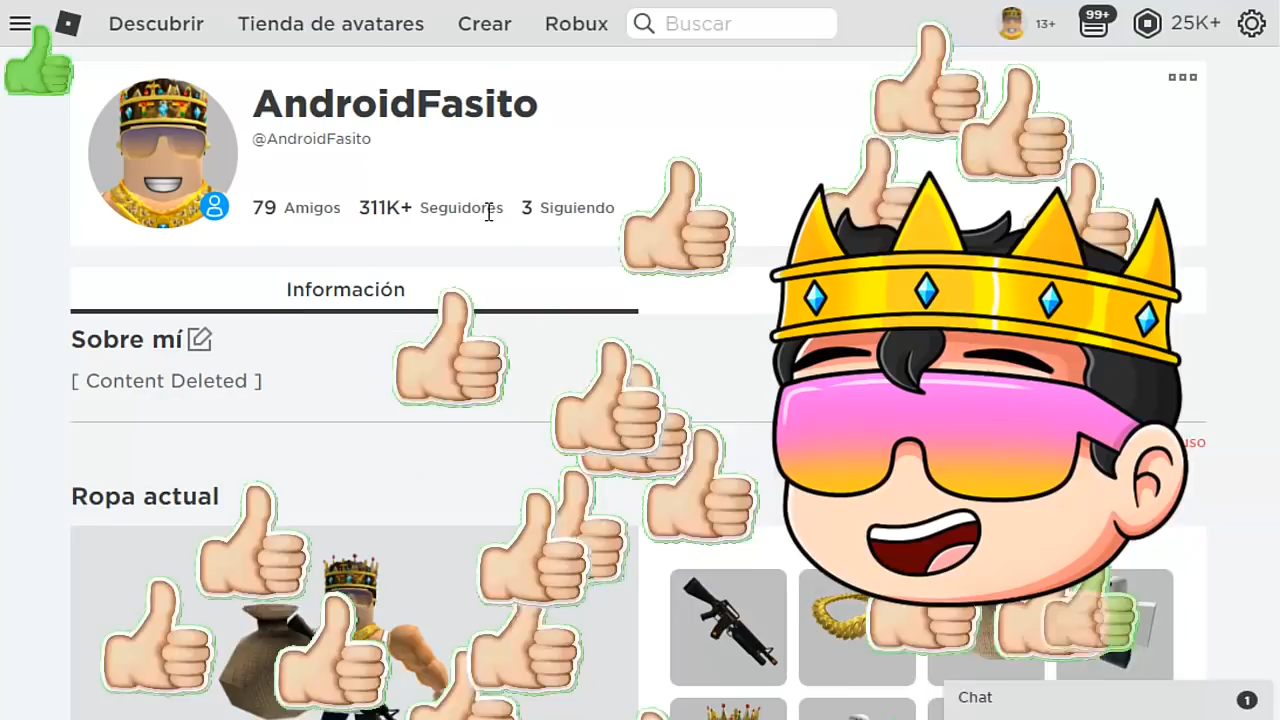 Descubrir Tienda de avatares Crear Robux Buscar 13+ 99+ 25K+
AndroidFasito
@AndroidFasito
79 Amigos 311K+ Seguidores 3 Siguiendo
Información
Sobre mí
[ Content Deleted ]
Ropa actual
Chat 1